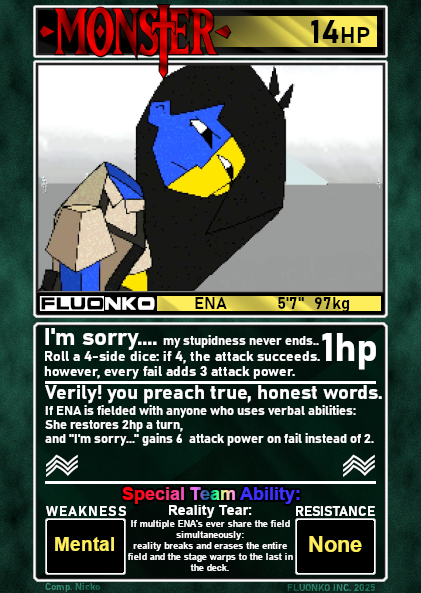 MONSTER
14HP
FLUONKO ENA 5'7" 97kg
I'm sorry.... my stupidness never ends..
Roll a 4-side dice: if 4, the attack succeeds.
however, every fail adds 3 attack power.
1hp
Verily! you preach true, honest words.
If ENA is fielded with anyone who uses verbal abilities:
She restores 2hp a turn,
and "I'm sorry..." gains 6 attack power on fail instead of 2.
Special Team Ability:
WEAKNESS
Mental
Reality Tear:
If multiple ENA's ever share the field
simultaneously:
reality breaks and erases the entire
field and the stage warps to the last in
the deck.
RESISTANCE
None
Comp. Nicko
FLUONKO INC. 2025